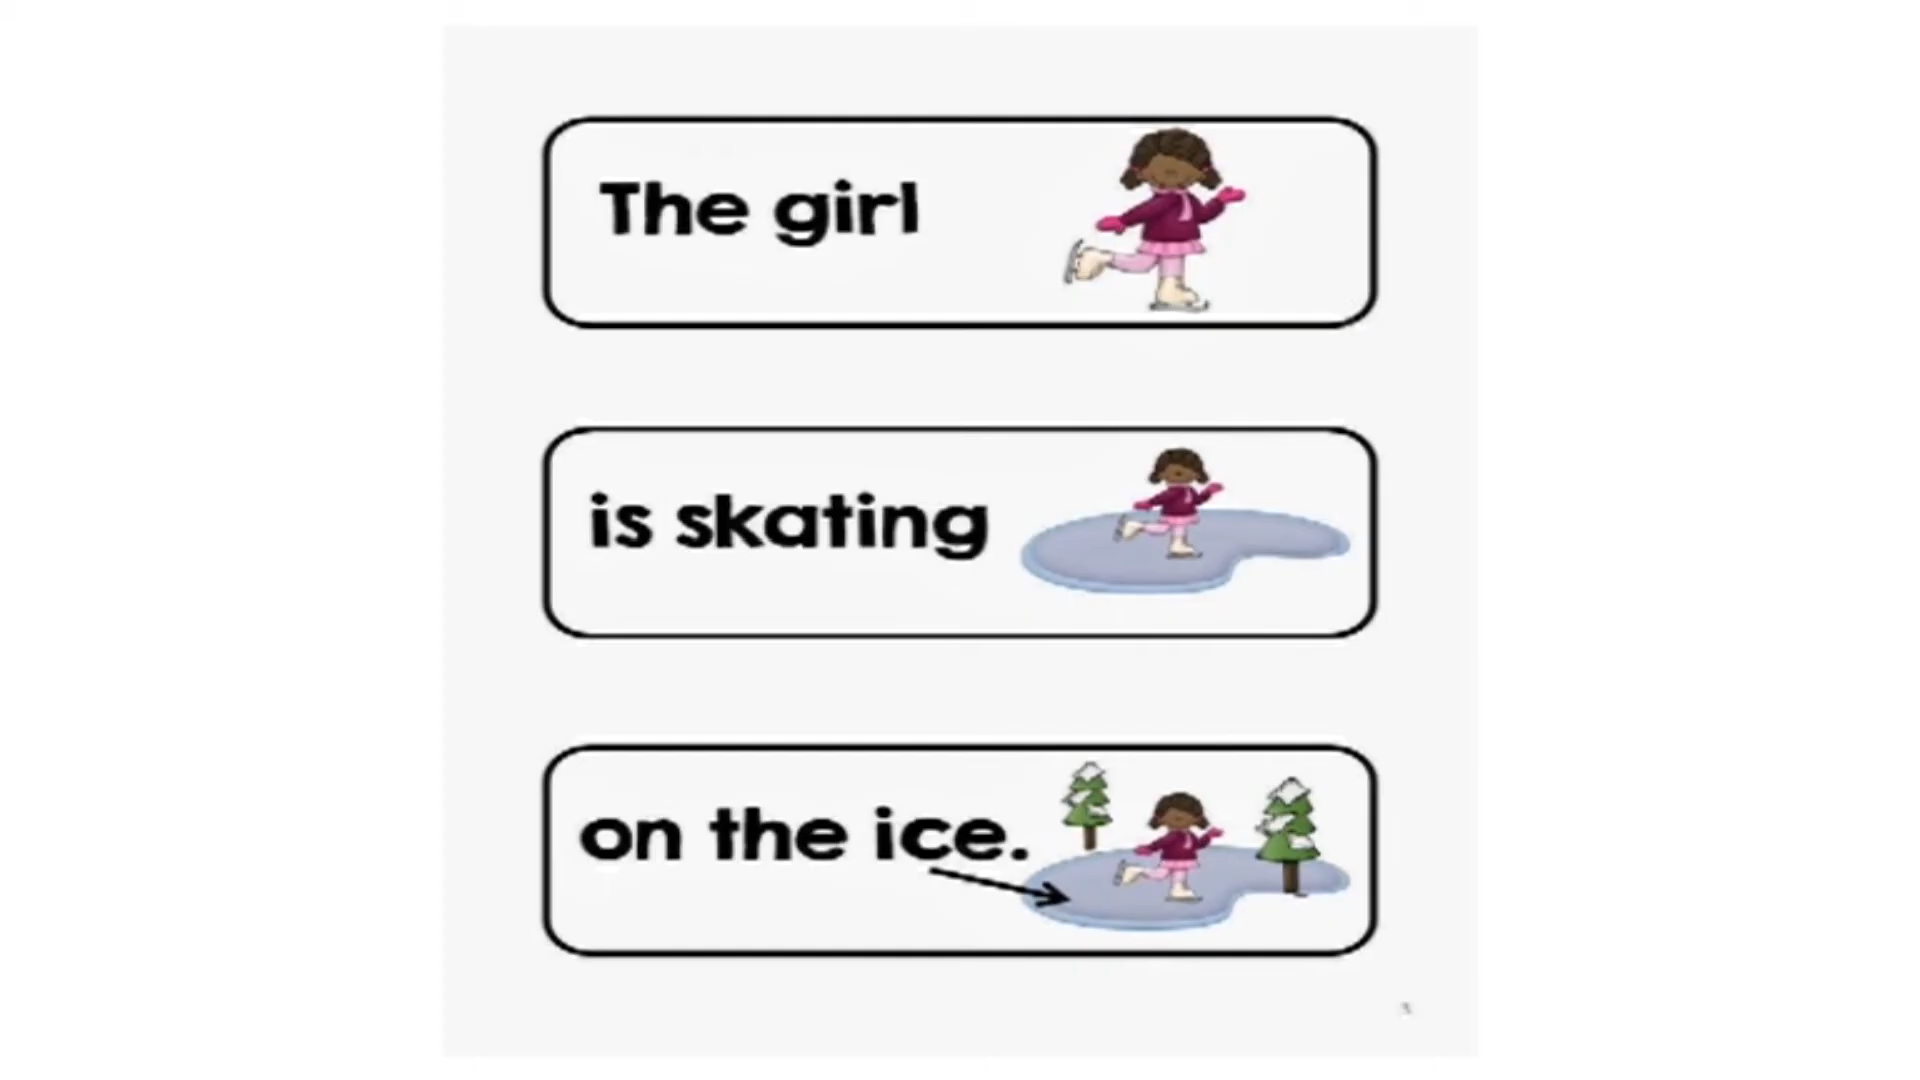 The girl
is skating
on the ice.